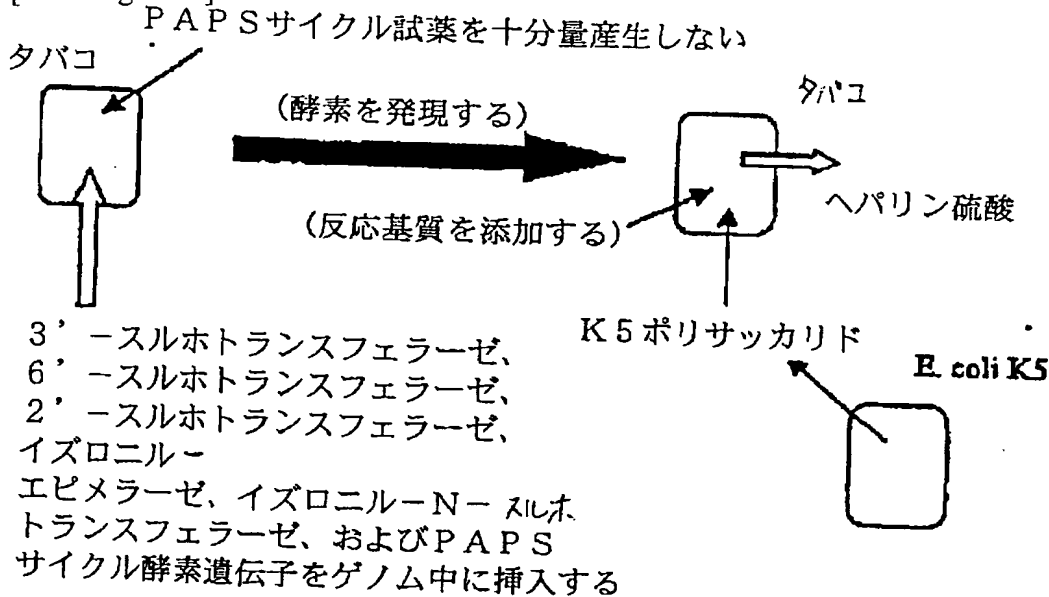 PAPSサイクル試薬を十分量産生しない
タバコ
(酵素を発現する)
タバコ
ヘパリン硫酸
(反応基質を添加する)
3’-スルホトランスフェラーゼ、
6’-スルホトランスフェラーゼ、
2’-スルホトランスフェラーゼ、
イズロニル-
エピメラーゼ、イズロニル-N-スルホ
トランスフェラーゼ、およびPAPS
サイクル酵素遺伝子をゲノム中に挿入する
K5ポリサッカリド
E. coli K5